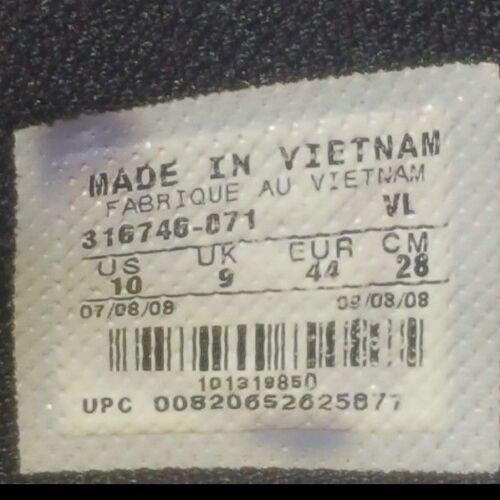 MADE IN VIETNAM
FABRIQUE AU VIETNAM
316746-071 VL
US UK EUR CM
10 9 44 28
07/08/08 09/08/08
101319850
UPC 00820652625877